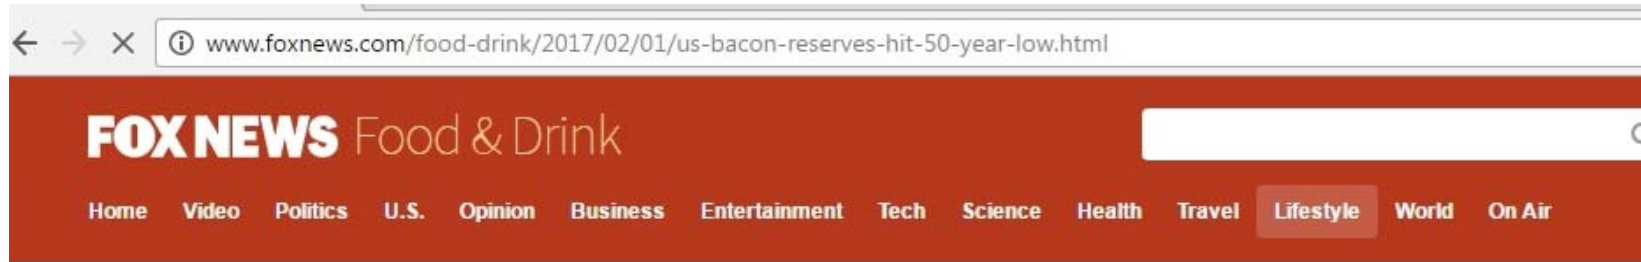 www.foxnews.com/food-drink/2017/02/01/us-bacon-reserves-hit-50-year-low.html
FOX NEWS Food & Drink
Home Video Politics U.S. Opinion Business Entertainment Tech Science Health Travel Lifestyle World On Air